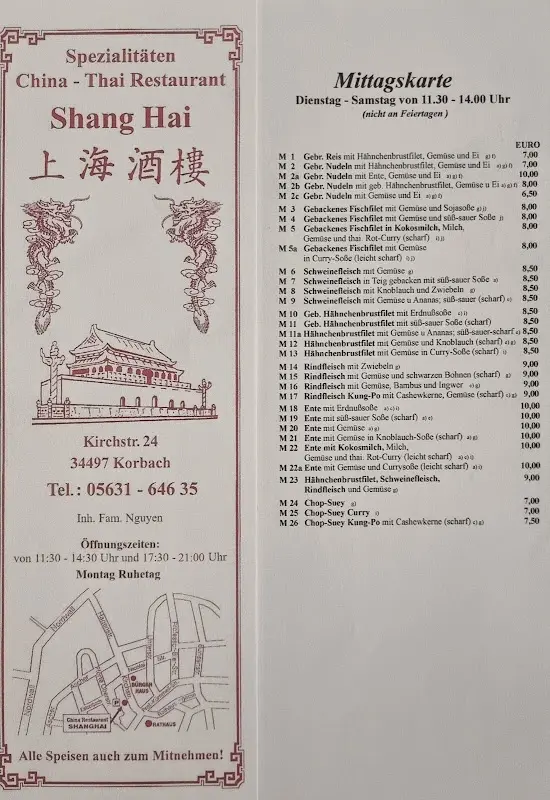 Spezialitäten
China - Thai Restaurant
Shang Hai
上海酒樓
Kirchstr. 24
34497 Korbach
Tel.: 05631 - 646 35
Inh. Fam. Nguyen
Öffnungszeiten:
von 11:30 - 14:30 Uhr und 17:30 - 21:00 Uhr
Montag Ruhetag
Nordwall
Nordwall
BÜRGER
HAUS
P
China Restaurant
SHANGHAI
RATHAUS
Alle Speisen auch zum Mitnehmen!
Mittagskarte
Dienstag - Samstag von 11.30 - 14.00 Uhr
(nicht an Feiertagen )
EURO
M 1 Gebr. Reis mit Hähnchenbrustfilet, Gemüse und Ei g) f) 7,00
M 2 Gebr. Nudeln mit Hähnchenbrustfilet, Gemüse und Ei a) g) f) 7,00
M 2a Gebr. Nudeln mit Ente, Gemüse und Ei a) g) f) 10,00
M 2b Gebr. Nudeln mit geb. Hähnchenbrustfilet, Gemüse u Ei a) g) f) 8,00
M 2c Gebr. Nudeln mit Gemüse und Ei a) g) f) 6,50
M 3 Gebackenes Fischfilet mit Gemüse und Sojasoße 8,00
M 4 Gebackenes Fischfilet mit Gemüse und süß-sauer Soße 8,00
M 5 Gebackenes Fischfilet in Kokosmilch, Milch, 8,00
Gemüse und thai Rot-Curry (scharf)
M 5a Gebackenes Fischfilet mit Gemüse 8,00
in Curry-Soße (leicht scharf)
M 6 Schweinefleisch mit Gemüse g) 8,50
M 7 Schweinefleisch in Teig gebacken mit süß-sauer Soße a) 8,50
M 8 Schweinefleisch mit Knoblauch und Zwiebeln g) 8,50
M 9 Schweinefleisch mit Gemüse u Ananas; süß-sauer (scharf) 8,50
M 10 Geb. Hähnchenbrustfilet mit Erdnußsoße 8,50
M 11 Geb. Hähnchenbrustfilet mit süß-sauer Soße (scharf) 8,50
M 11a Hähnchenbrustfilet mit Gemüse u Ananas; süß-sauer-scharf 8,50
M 12 Hähnchenbrustfilet mit Gemüse und Knoblauch (scharf) g) 8,50
M 13 Hähnchenbrustfilet mit Gemüse in Curry-Soße (scharf) 8,50
M 14 Rindfleisch mit Zwiebeln g) 9,00
M 15 Rindfleisch mit Gemüse und schwarzen Bohnen (scharf) g) 9,00
M 16 Rindfleisch mit Gemüse, Bambus und Ingwer 9,00
M 17 Rindfleisch Kung-Po mit Cashewkerne, Gemüse (scharf) 9,00
M 18 Ente mit Erdnußsoße 10,00
M 19 Ente mit süß-sauer Soße (scharf) 10,00
M 20 Ente mit Gemüse a) g) 10,00
M 21 Ente mit Gemüse in Knoblauch-Soße (scharf) a) g) 10,00
M 22 Ente mit Kokosmilch, Milch, 10,00
Gemüse und thai. Rot-Curry (leicht scharf)
M 22a Ente mit Gemüse und Currysoße (leicht scharf) 10,00
M 23 Hähnchenbrustfilet, Schweinefleisch, 9,00
Rindfleisch und Gemüse g)
M 24 Chop-Suey g) 7,00
M 25 Chop-Suey Curry 7,00
M 26 Chop-Suey Kung-Po mit Cashewkerne (scharf) 7,50